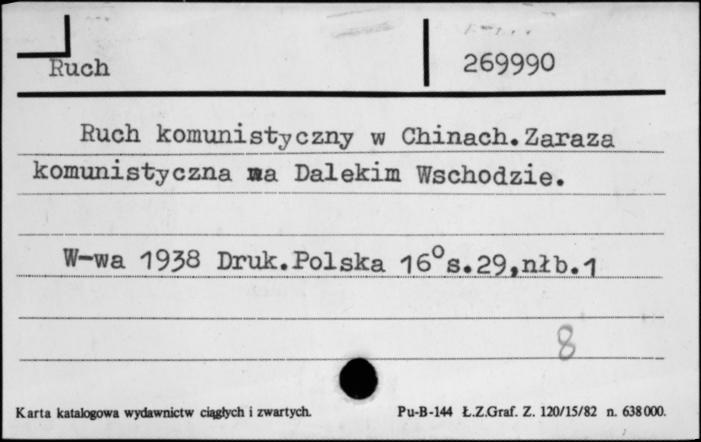 Ruch
269990
Ruch komunistyczny w Chinach.Zaraza
komunistyczna na Dalekim Wschodzie.
W-wa 1938 Druk.Polska 16° s.29,nłb.1
8
Karta katalogowa wydawnictw ciągłych i zwartych.
Pu-B-144 Ł.Z.Graf. Z. 120/15/82 n. 638000.